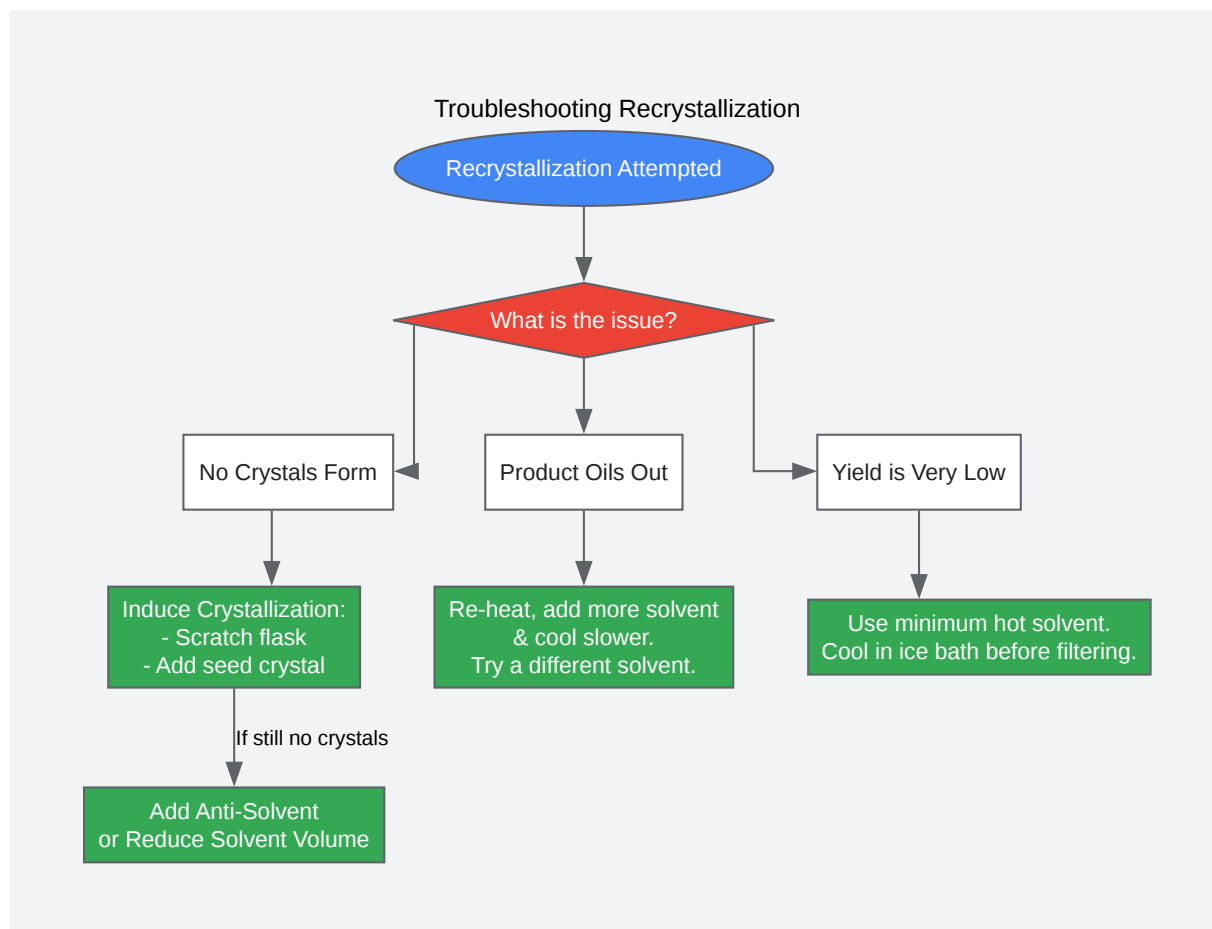 Troubleshooting Recrystallization
Recrystallization Attempted
What is the issue?
No Crystals Form
Product Oils Out
Yield is Very Low
Induce Crystallization:
- Scratch flask
- Add seed crystal
Re-heat, add more solvent
& cool slower.
Try a different solvent.
Use minimum hot solvent.
Cool in ice bath before filtering.
If still no crystals
Add Anti-Solvent
or Reduce Solvent Volume